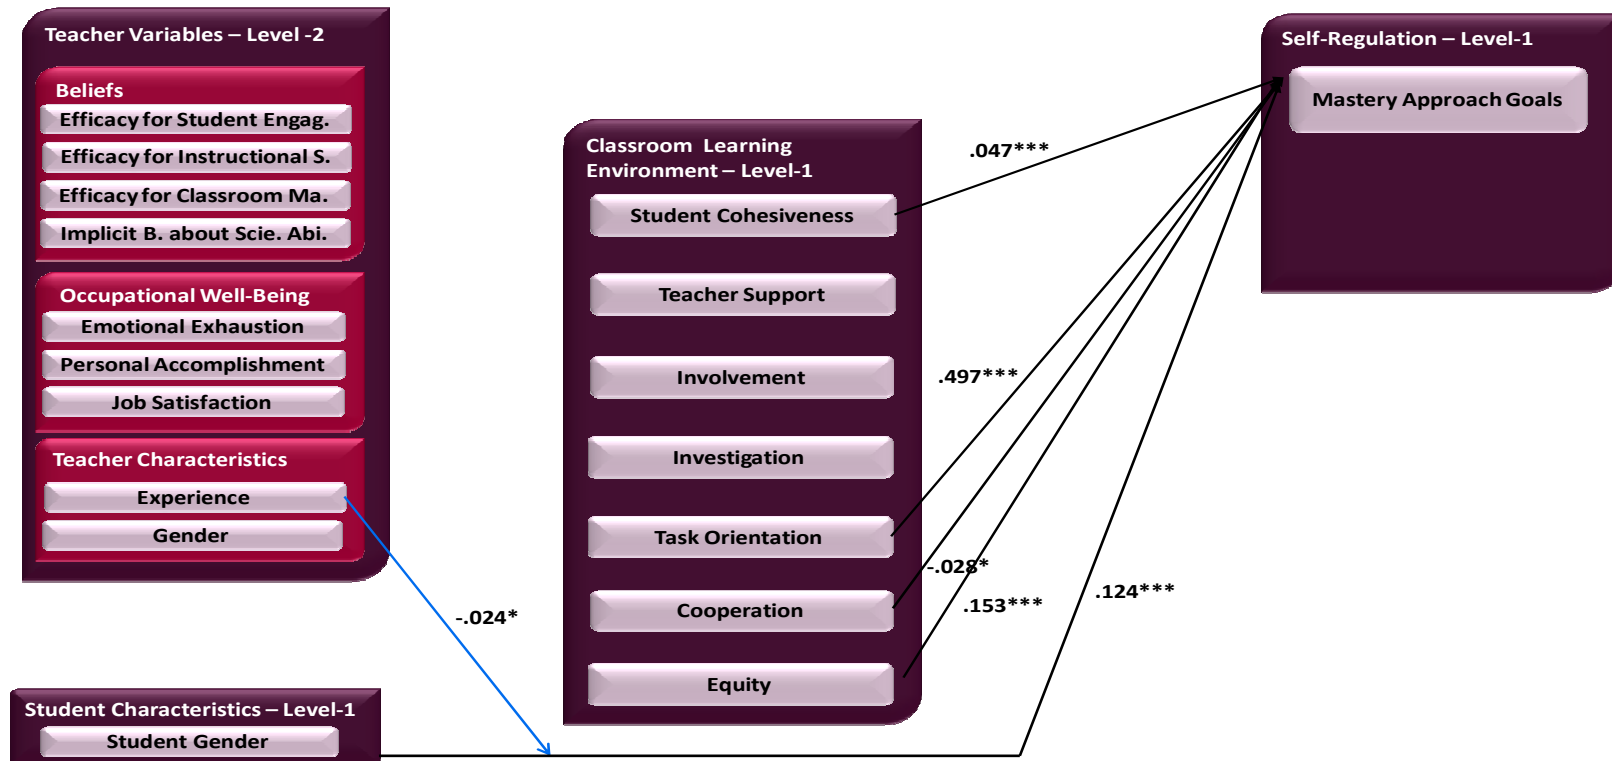 Teacher Variables – Level -2
Beliefs
Efficacy for Student Engag.
Efficacy for Instructional S.
Efficacy for Classroom Ma.
Implicit B. about Scie. Abi.
Occupational Well-Being
Emotional Exhaustion
Personal Accomplishment
Job Satisfaction
Teacher Characteristics
Experience
Gender
-.024*
Student Characteristics – Level-1
Student Gender
Classroom Learning
Environment – Level-1
Student Cohesiveness
Teacher Support
Involvement
Investigation
Task Orientation
Cooperation
Equity
.047***
.497***
-.028*
.153***
.124***
Self-Regulation – Level-1
Mastery Approach Goals